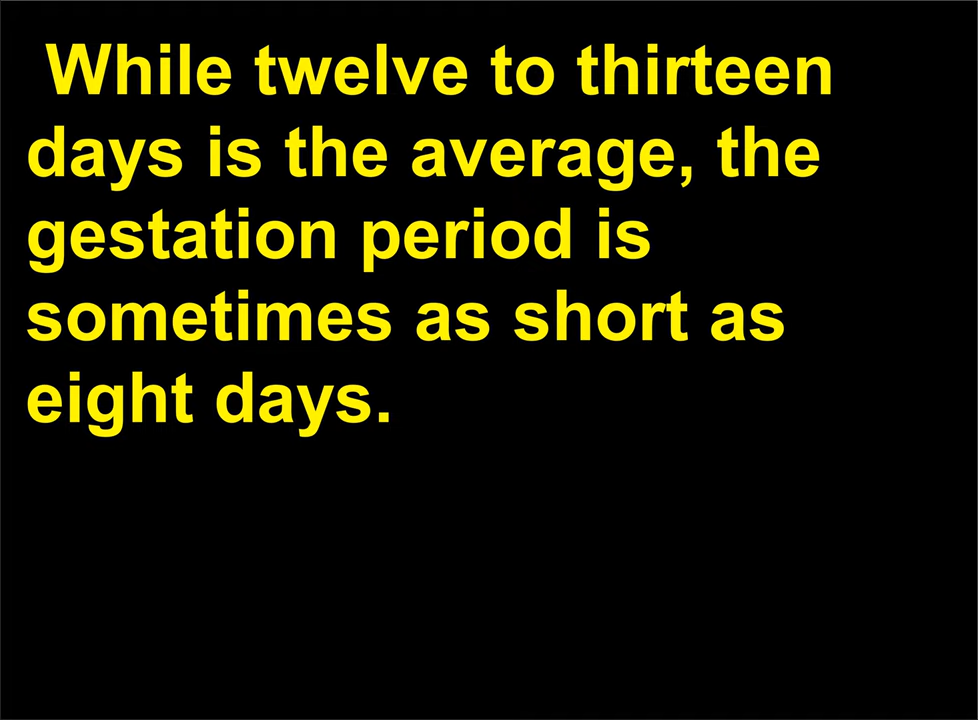 While twelve to thirteen
days is the average, the
gestation period is
sometimes as short as
eight days.